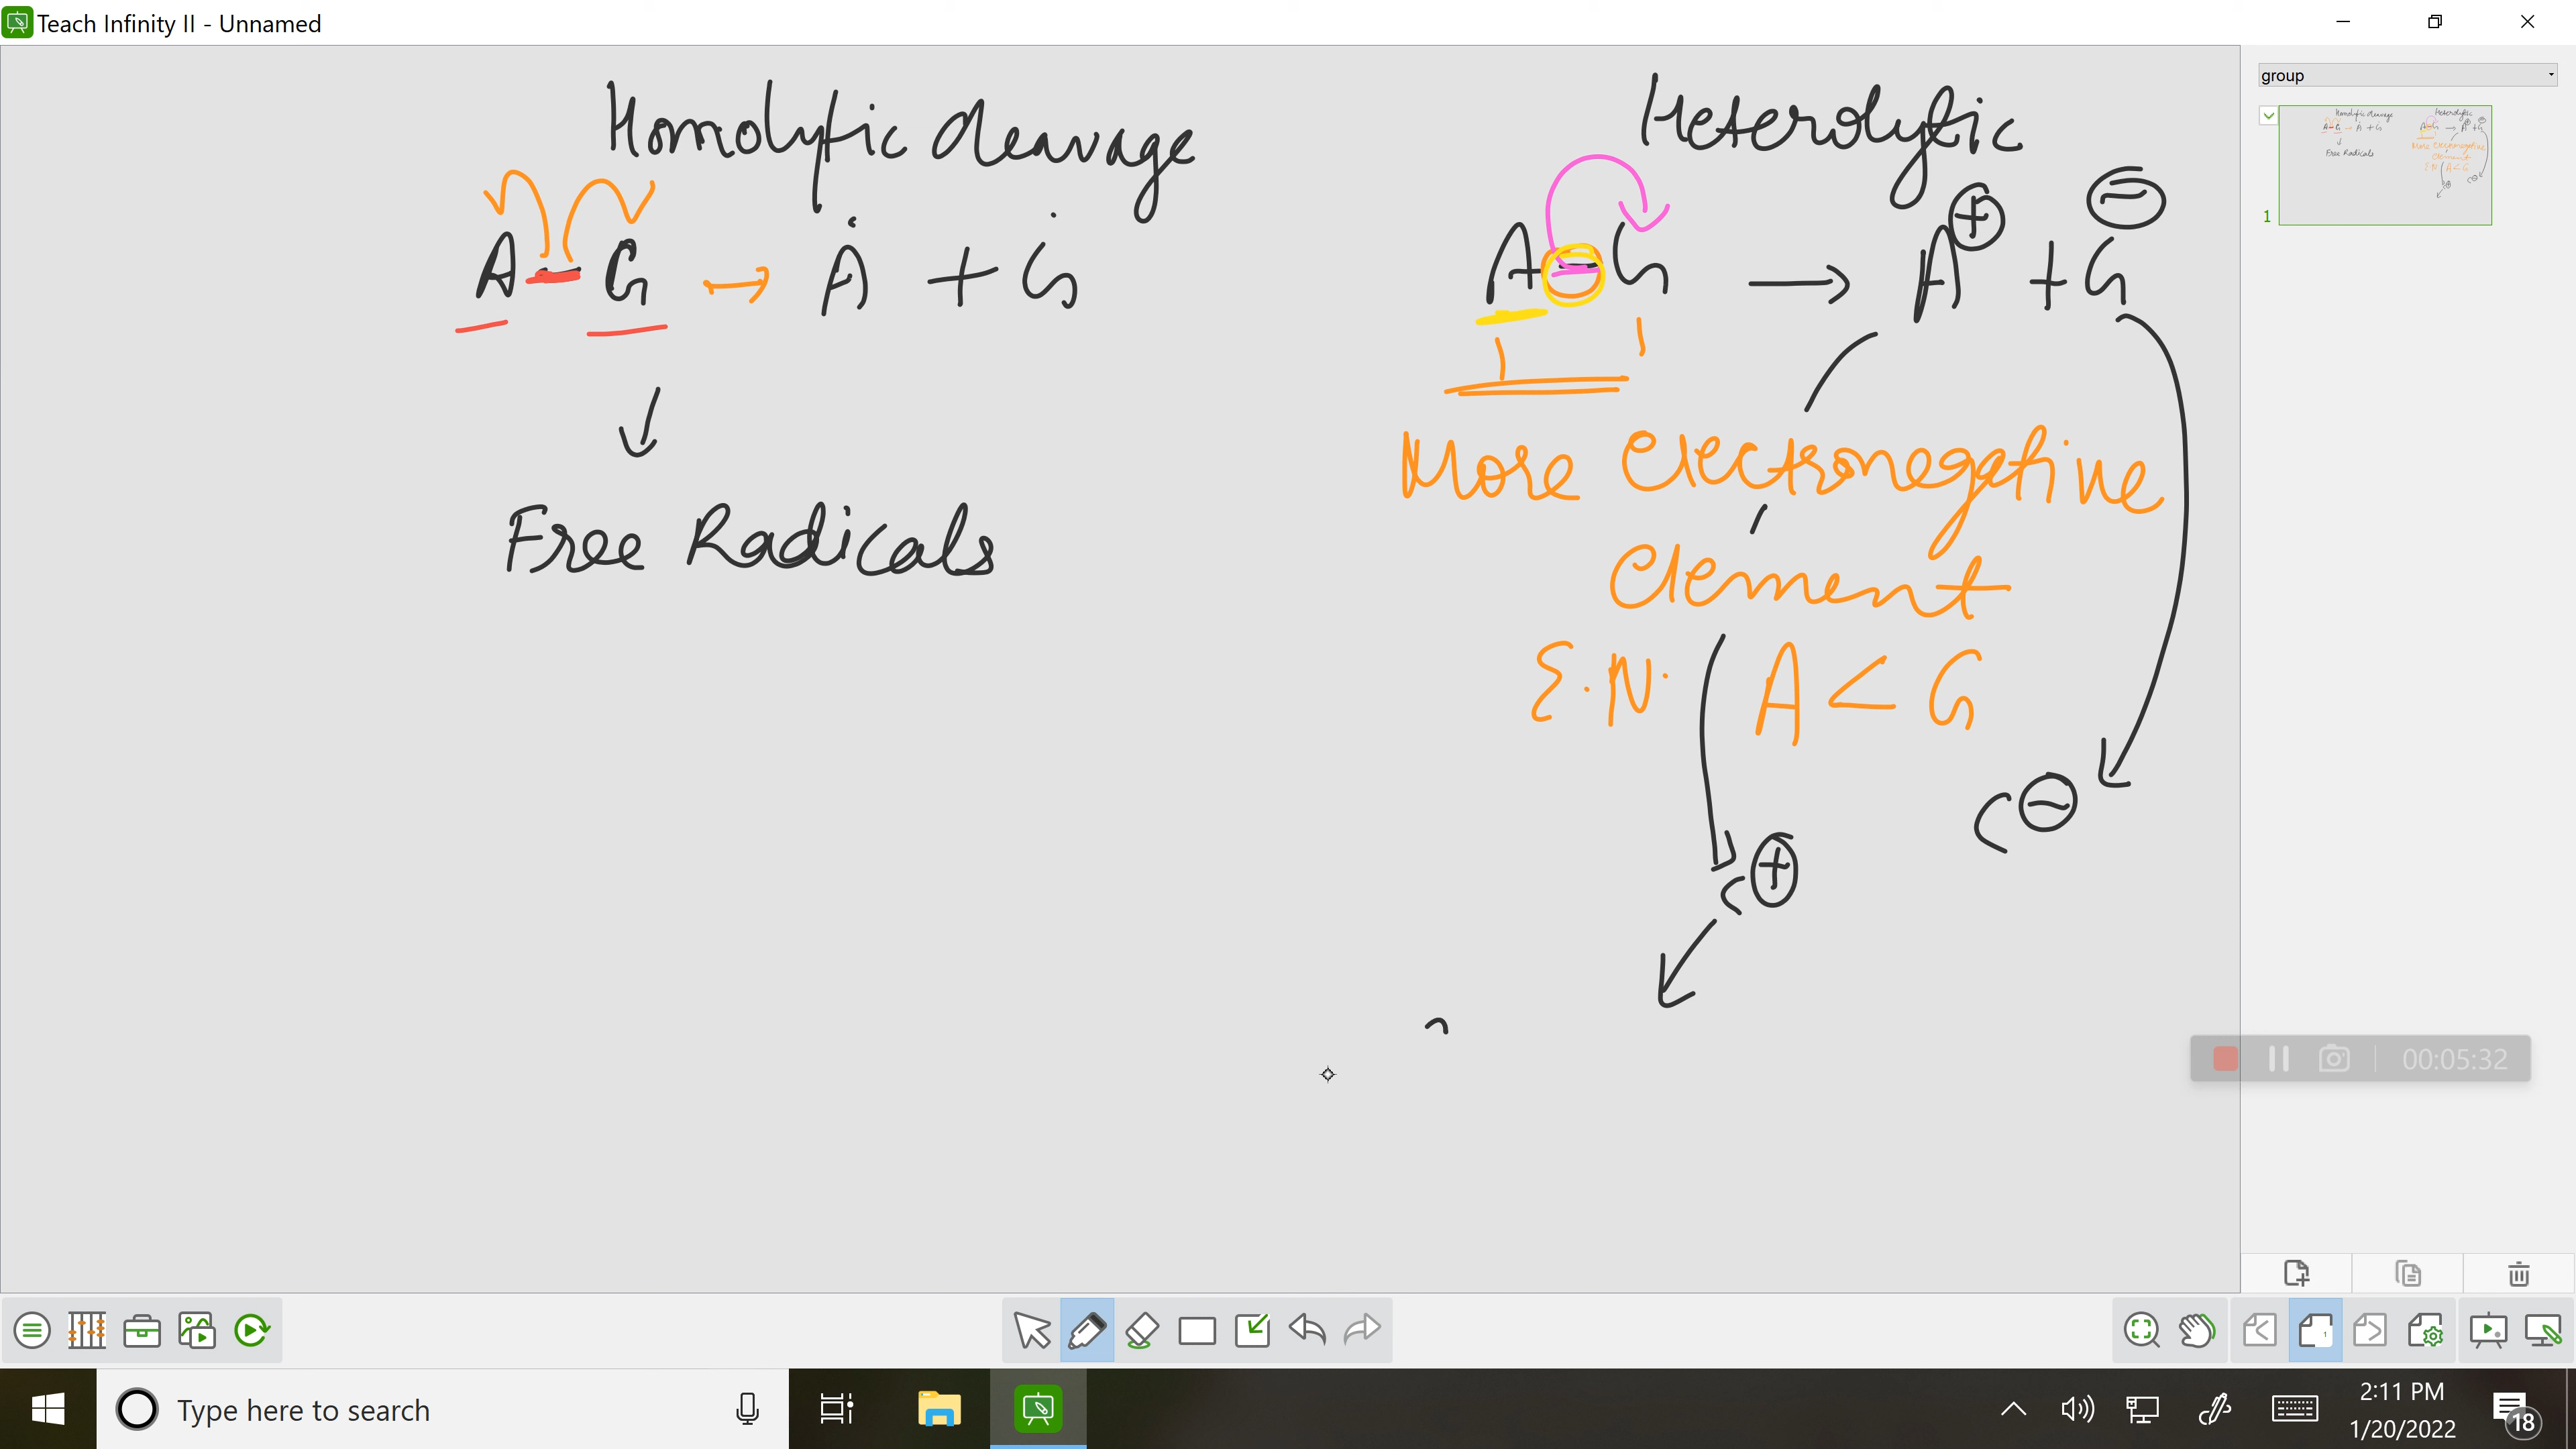 Teach Infinity II - Unnamed
group
Homolytic cleavage
Heterolytic
A - G → Ȧ + Ġ
A - G → A⊕ + G⊖
Free Radicals
More electronegative
element
E.N. A < G
C⊖
C⊕
00:05:32
1
Type here to search
2:11 PM
1/20/2022
18